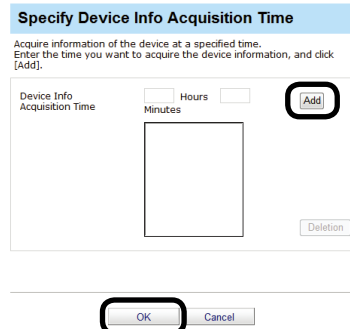 Specify Device Info Acquisition Time
Acquire information of the device at a specified time.
Enter the time you want to acquire the device information, and click
[Add].
Device Info
Acquisition Time
Hours
Minutes
Add
Deletion
OK Cancel